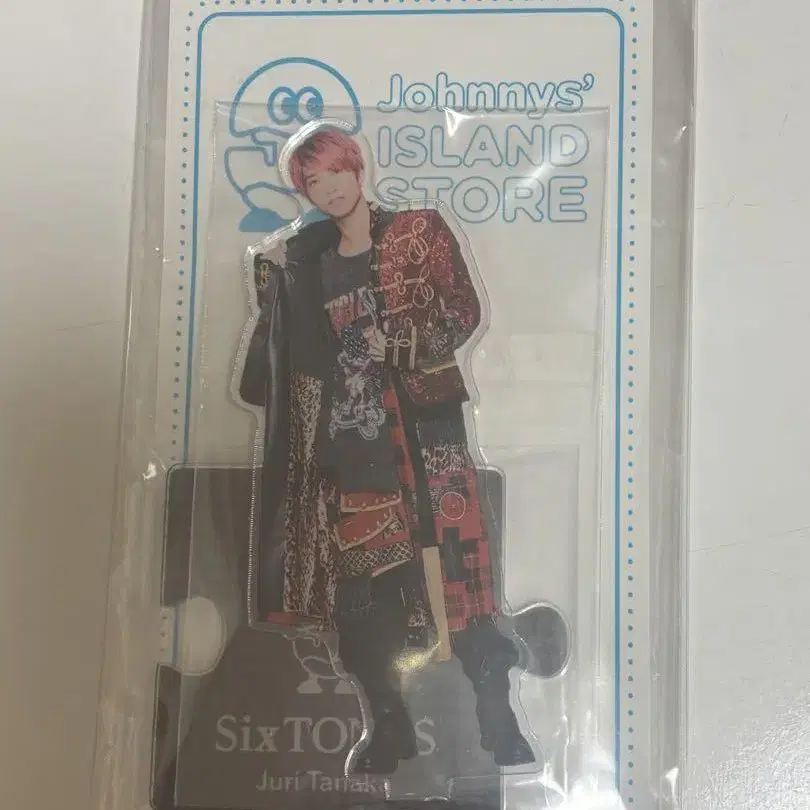 Johnnys'
ISLAND
STORE
SixTONES
Juri Tanaka